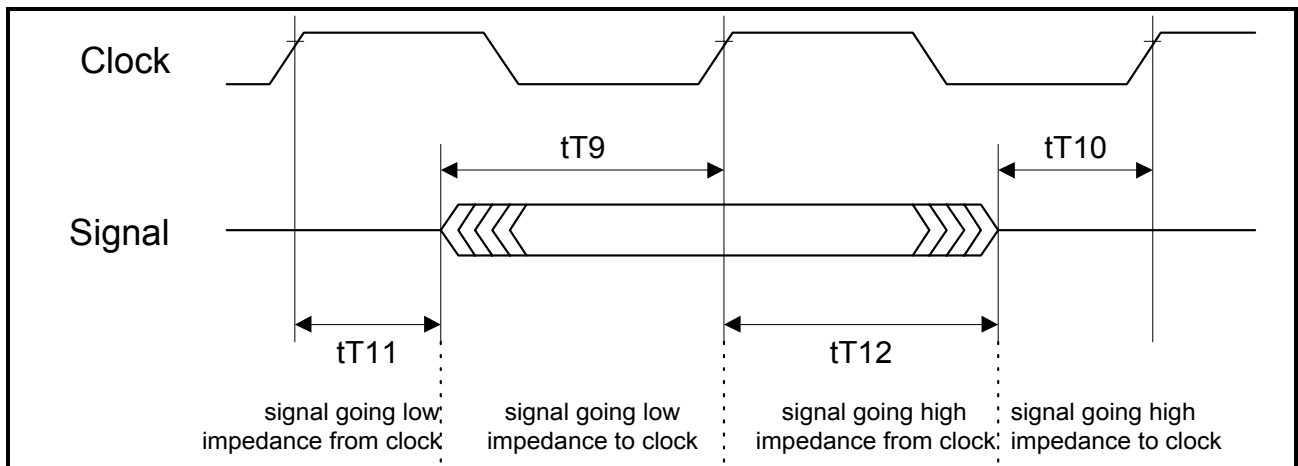 Clock
tT9
tT10
Signal
tT11
tT12
signal going low
impedance from clock
signal going low
impedance to clock
signal going high
impedance from clock
signal going high
impedance to clock